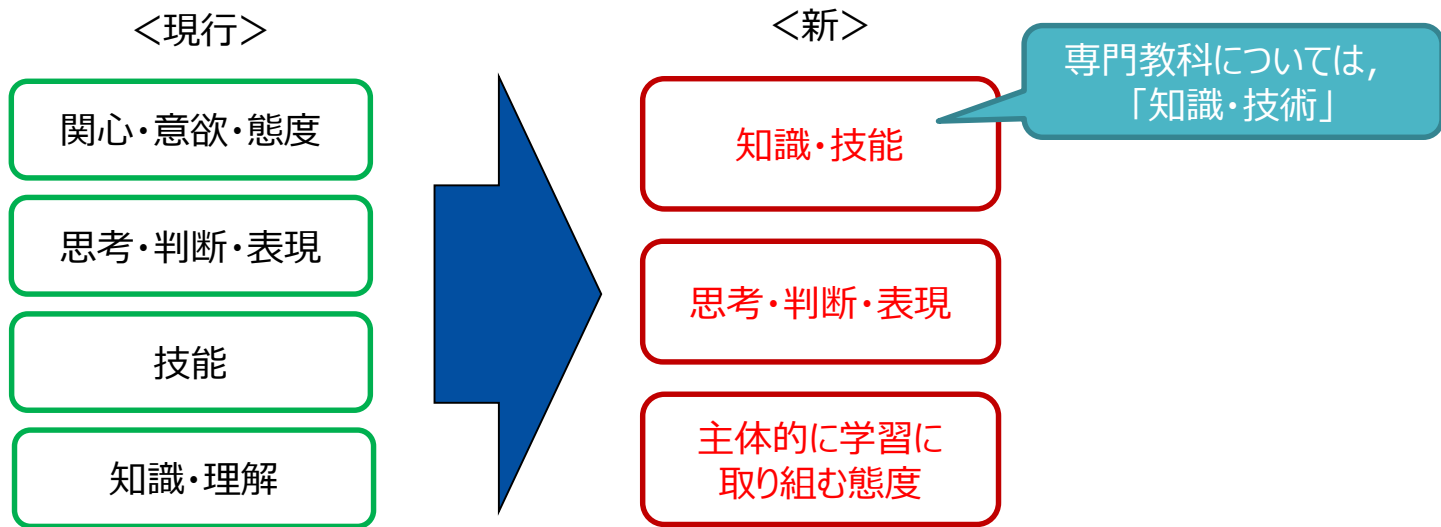 ＜現行＞
関心・意欲・態度
思考・判断・表現
技能
知識・理解
＜新＞
知識・技能
思考・判断・表現
主体的に学習に
取り組む態度
専門教科については，
「知識・技術」